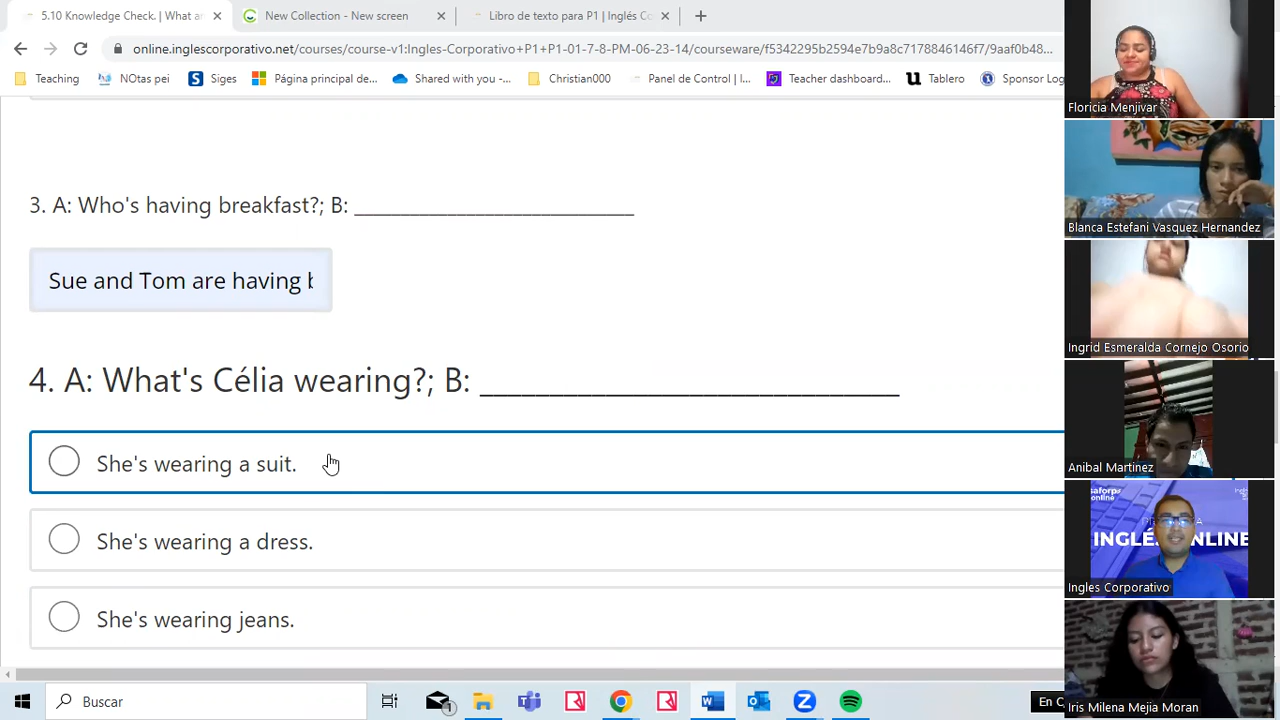 5.10 Knowledge Check. | What ar
New Collection - New screen
Libro de texto para P1 | Inglés Co
online.inglescorporativo.net/courses/course-v1:Ingles-Corporativo+P1+P1-01-7-8-PM-06-23-14/courseware/f5342295b2594e7b9a8c7178846146f7/9aaf0b48...
Teaching
NOtas pei
Siges
Página principal de...
Shared with you -...
Christian000
Panel de Control | I...
Teacher dashboard...
Tablero
Sponsor Log
3. A: Who's having breakfast?; B: ____________________________
Sue and Tom are having b
4. A: What's Célia wearing?; B: ____________________________
She's wearing a suit.
She's wearing a dress.
She's wearing jeans.
Floricia Menjivar
Blanca Estefani Vasquez Hernandez
Ingrid Esmeralda Cornejo Osorio
Anibal Martinez
INGLÉS ONLINE
Ingles Corporativo
Iris Milena Mejia Moran
Buscar